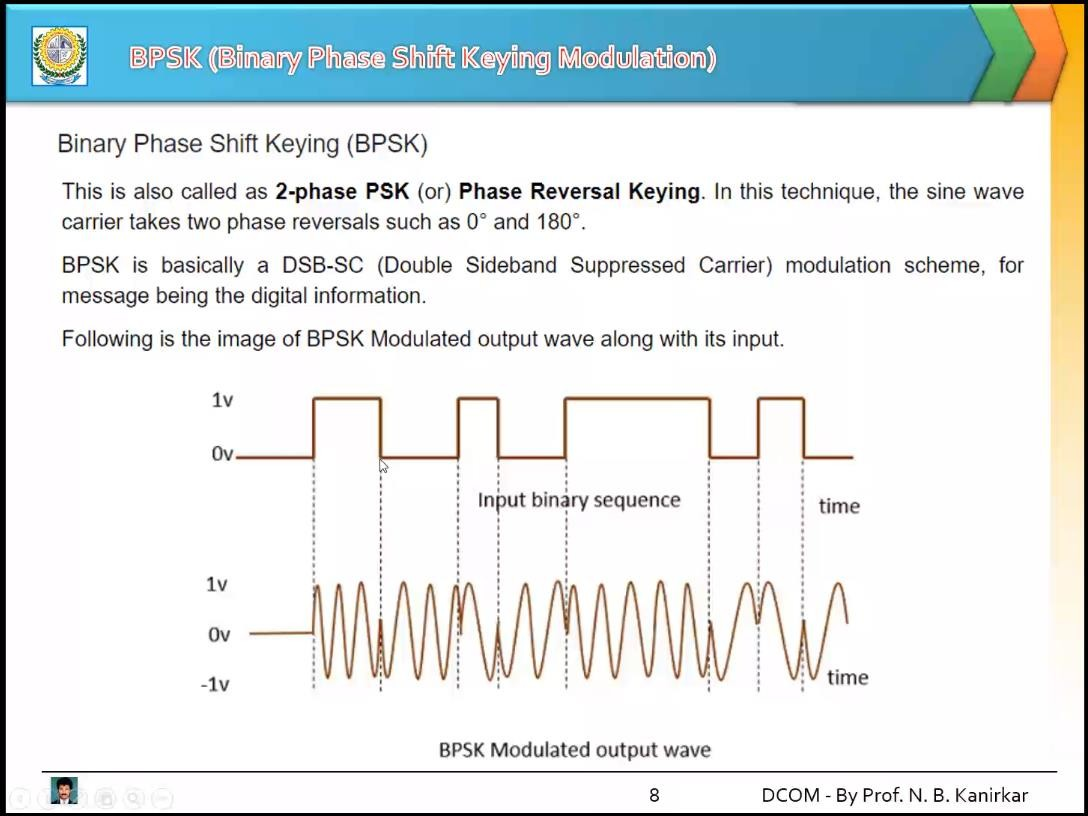 BPSK (Binary Phase Shift Keying Modulation)
Binary Phase Shift Keying (BPSK)
This is also called as 2-phase PSK (or) Phase Reversal Keying. In this technique, the sine wave
carrier takes two phase reversals such as 0° and 180°.
BPSK is basically a DSB-SC (Double Sideband Suppressed Carrier) modulation scheme, for
message being the digital information.
Following is the image of BPSK Modulated output wave along with its input.
1v
0v
Input binary sequence
time
1v
0v
-1v
time
BPSK Modulated output wave
8
DCOM - By Prof. N. B. Kanirkar